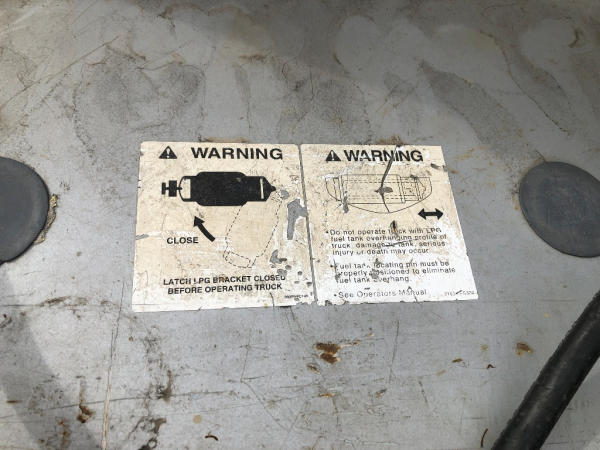 WARNING
CLOSE
LATCH LPG BRACKET CLOSED
BEFORE OPERATING TRUCK
WARNING
•Do not operate truck with LPG
fuel tank overhanging profile of
truck, damage to tank, serious
injury or death may occur.
•Fuel tank locating pin must be
properly positioned to eliminate
fuel tank overhang.
•See Operators Manual